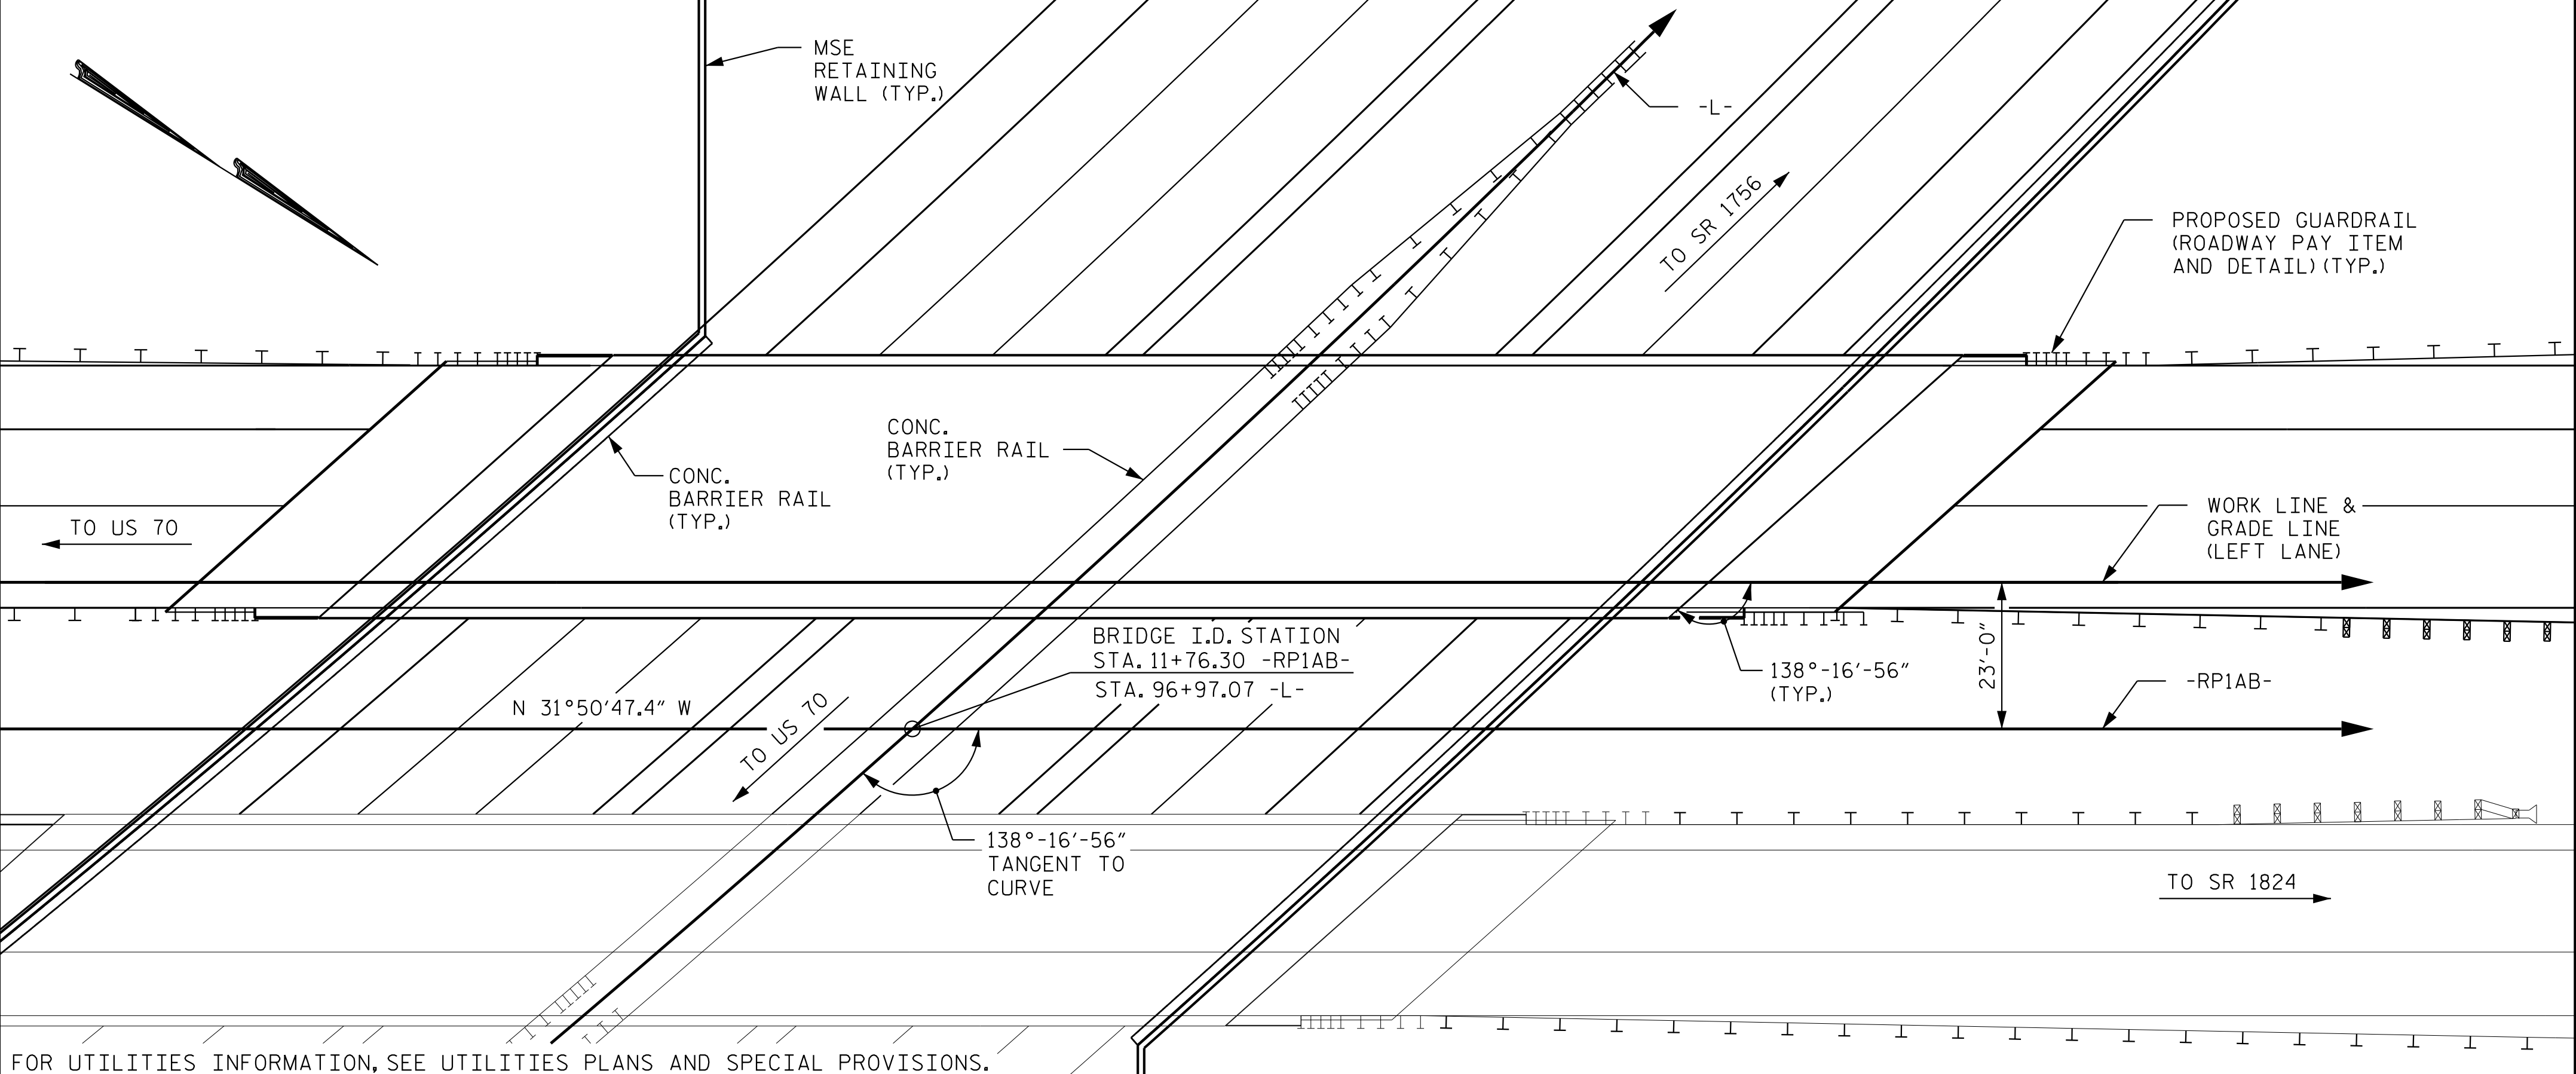 MSE
RETAINING
WALL (TYP.)
-L-
TO SR 1756
PROPOSED GUARDRAIL
(ROADWAY PAY ITEM
AND DETAIL) (TYP.)
CONC.
BARRIER RAIL
(TYP.)
CONC.
BARRIER RAIL
(TYP.)
TO US 70
WORK LINE &
GRADE LINE
(LEFT LANE)
BRIDGE I.D. STATION
STA. 11+76.30 -RP1AB-
STA. 96+97.07 -L-
138°-16'-56"
(TYP.)
23'-0"
-RP1AB-
N 31°50'47.4" W
TO US 70
138°-16'-56"
TANGENT TO
CURVE
TO SR 1824
FOR UTILITIES INFORMATION, SEE UTILITIES PLANS AND SPECIAL PROVISIONS.